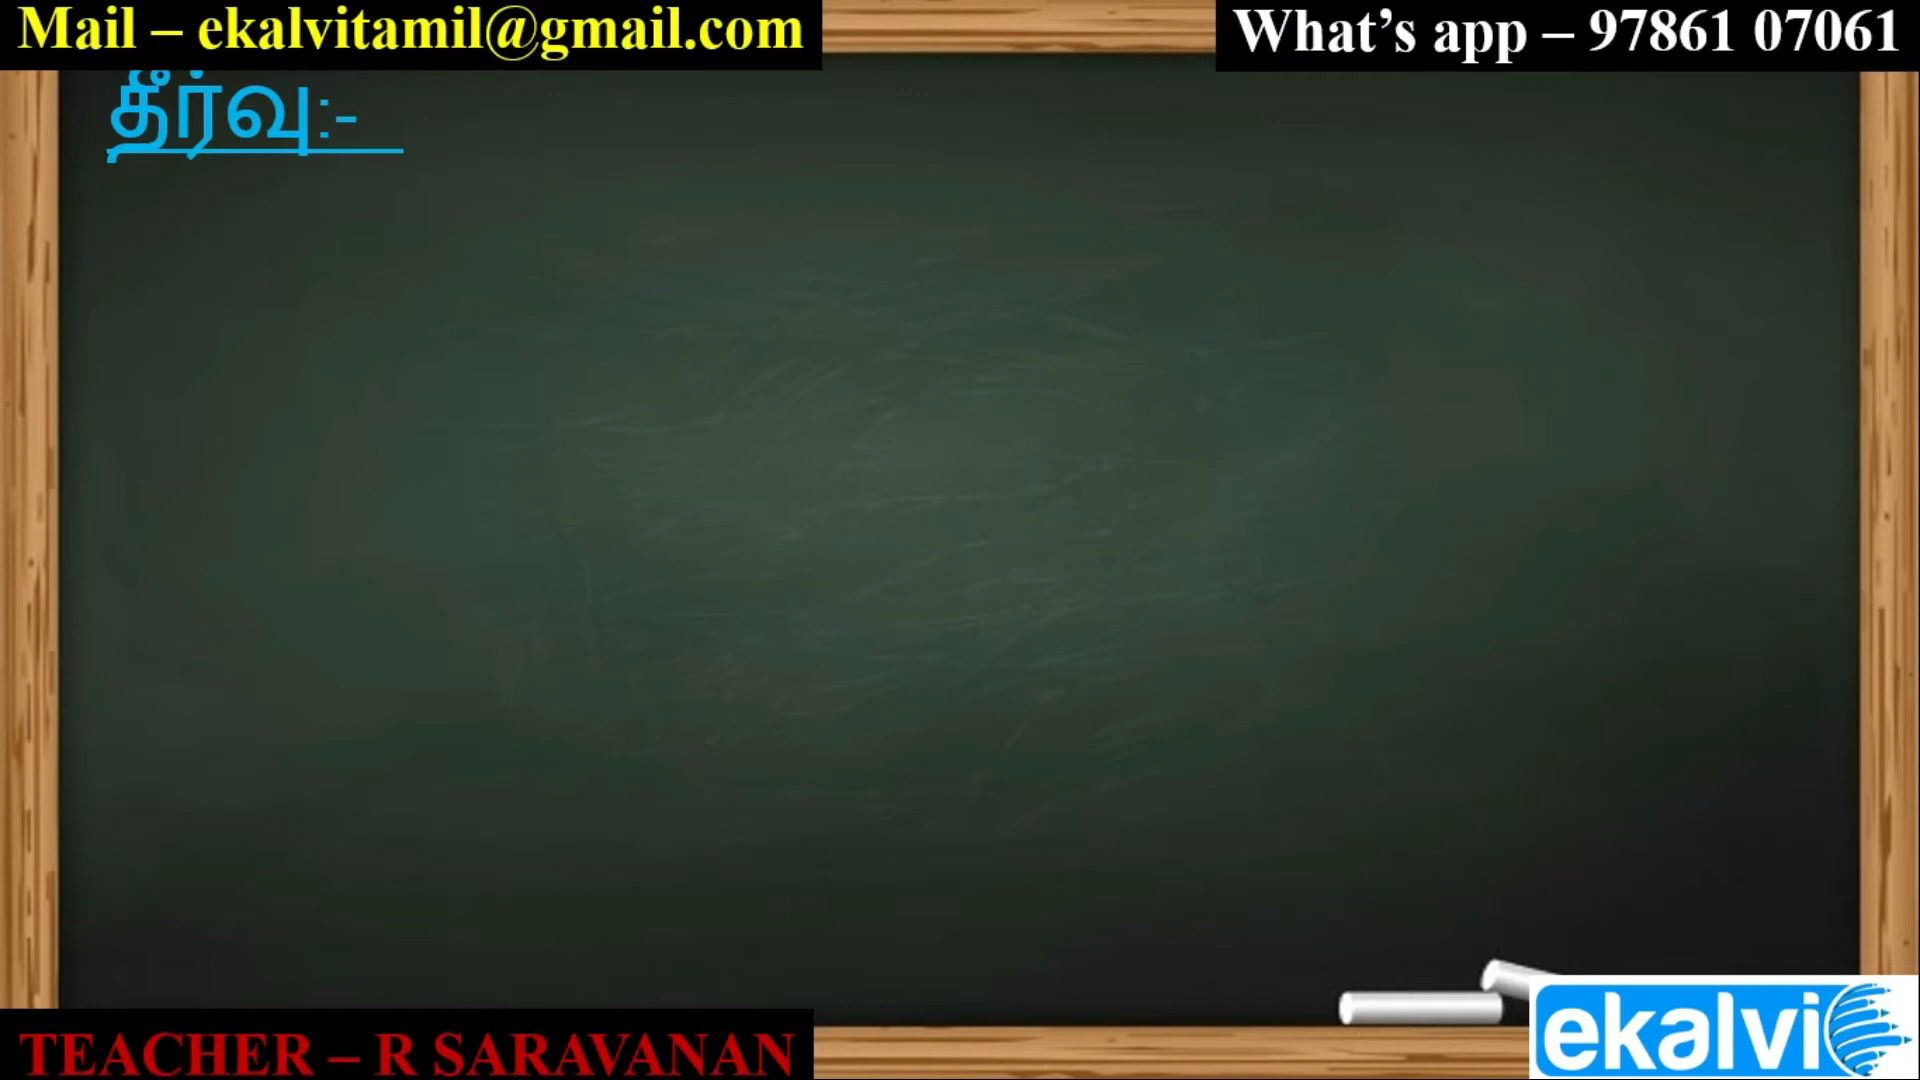 Mail – ekalvitamil@gmail.com
What’s app – 97861 07061
தீர்வு:-
TEACHER – R SARAVANAN
ekalvi